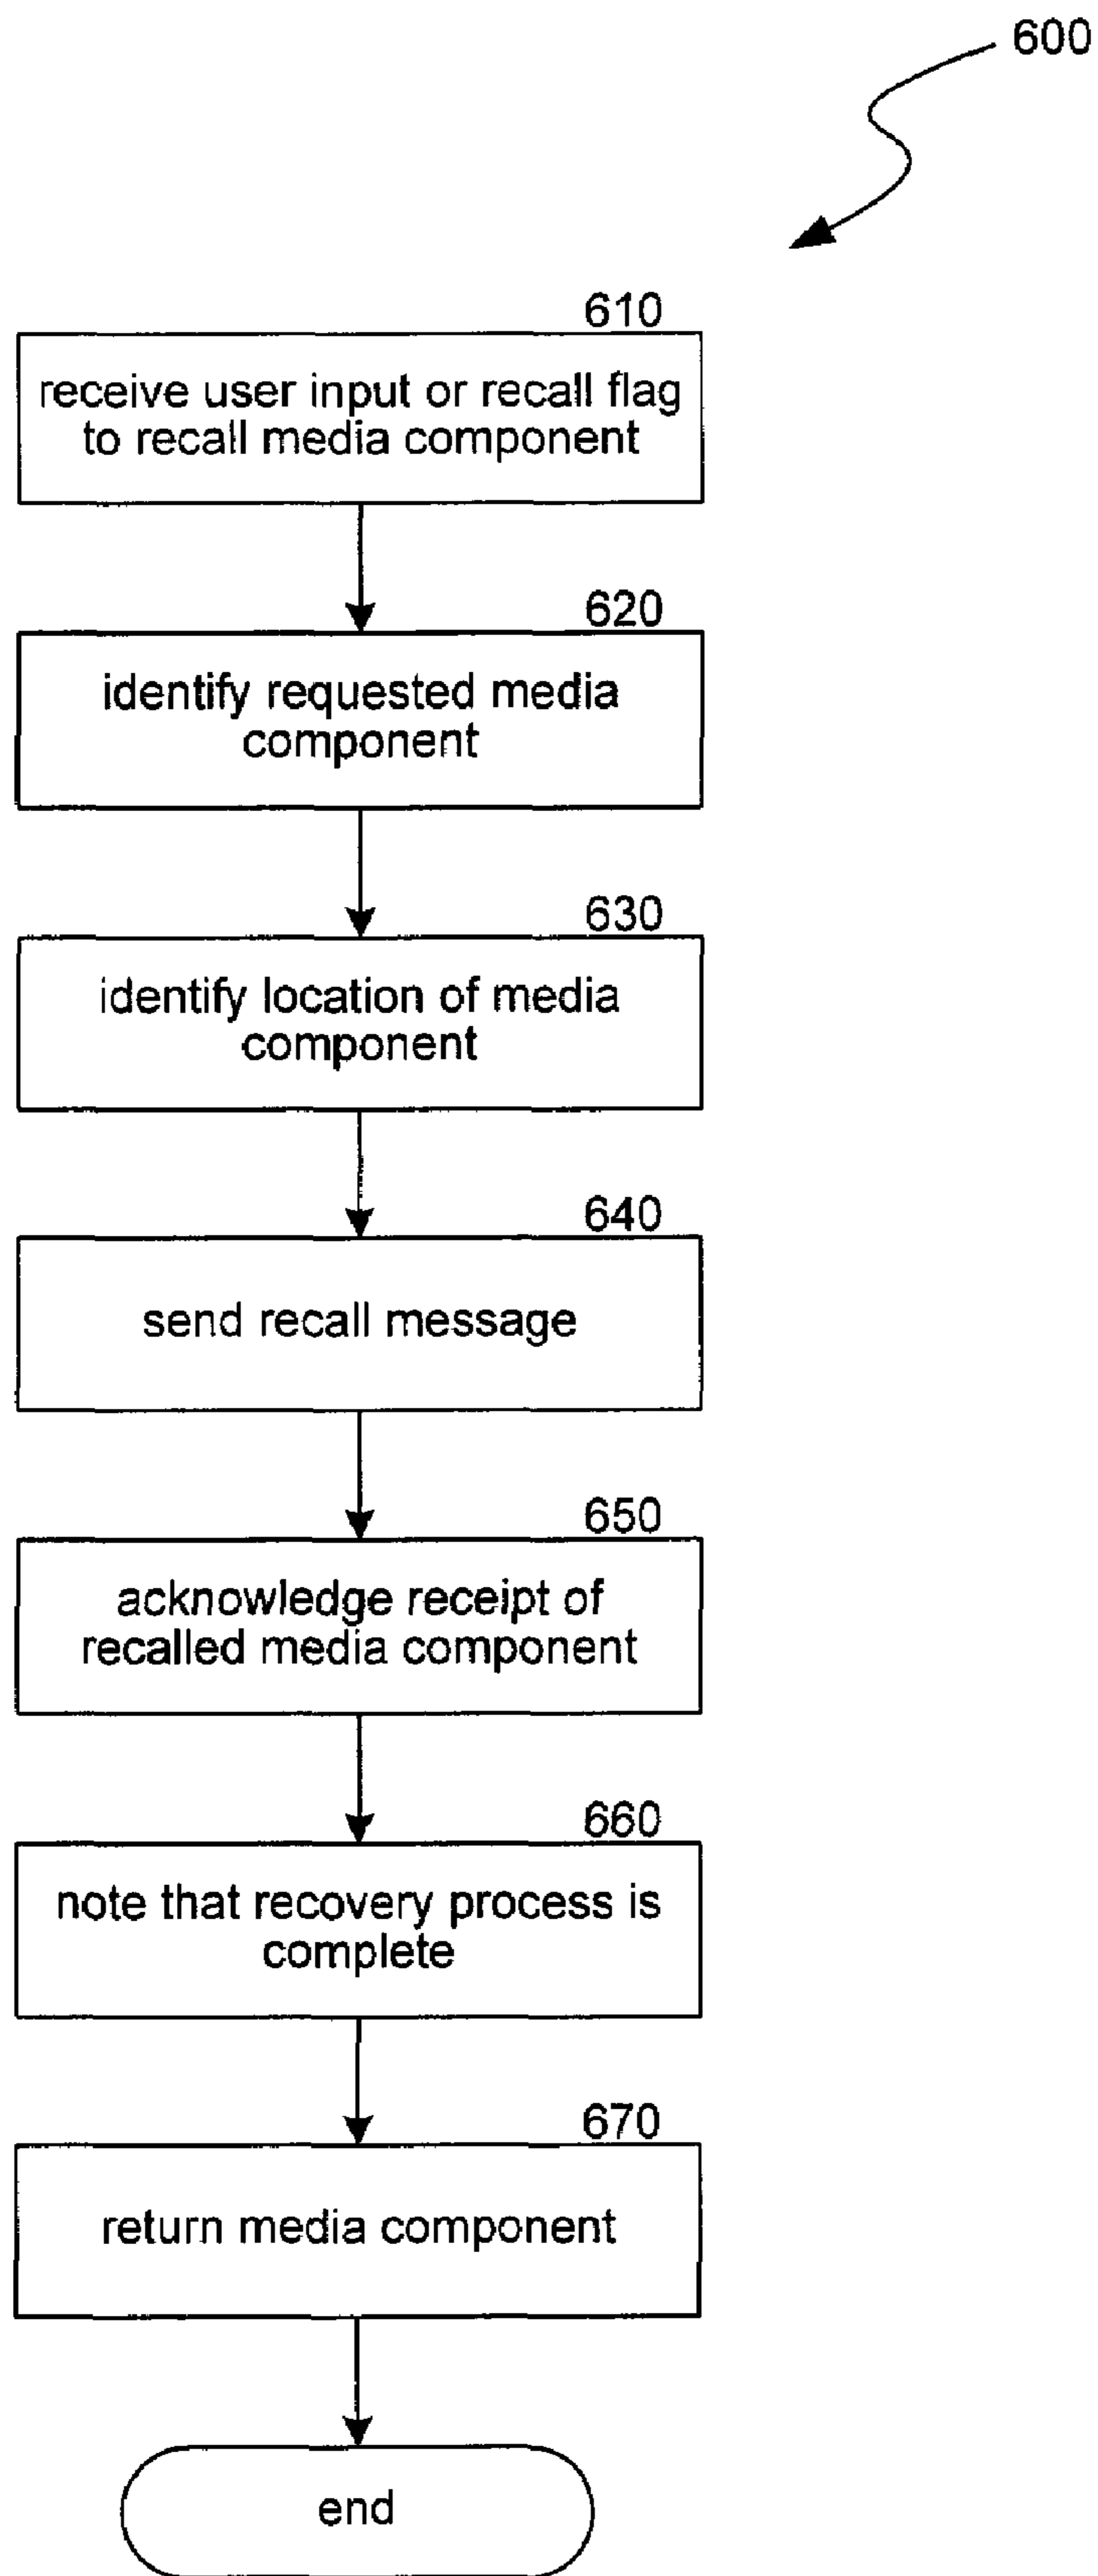 600
610
receive user input or recall flag
to recall media component
620
identify requested media
component
630
identify location of media
component
640
send recall message
650
acknowledge receipt of
recalled media component
660
note that recovery process is
complete
670
return media component
end